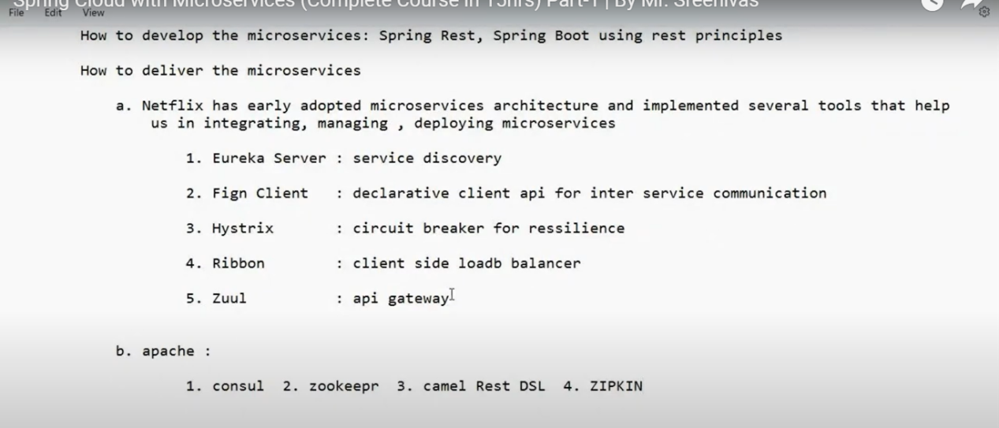 Spring Cloud with Microservices (Complete Course in 15hrs) Part-1 | By Mr. Sreenivas
File Edit View
How to develop the microservices: Spring Rest, Spring Boot using rest principles
How to deliver the microservices
a. Netflix has early adopted microservices architecture and implemented several tools that help
us in integrating, managing , deploying microservices
1. Eureka Server : service discovery
2. Fign Client : declarative client api for inter service communication
3. Hystrix : circuit breaker for ressilience
4. Ribbon : client side loadb balancer
5. Zuul : api gateway
b. apache :
1. consul 2. zookeepr 3. camel Rest DSL 4. ZIPKIN